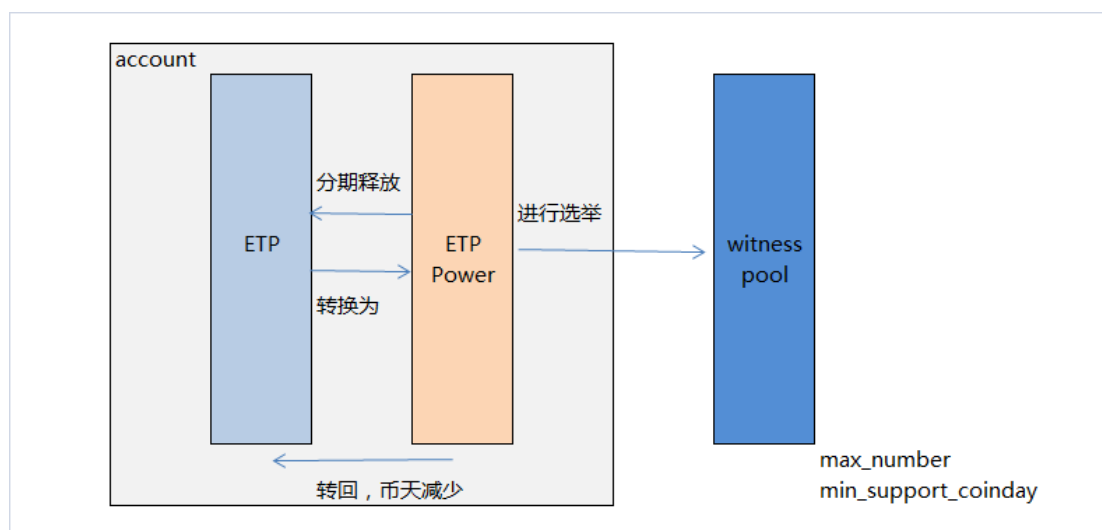 account
分期释放
进行选举
ETP
ETP
Power
witness
pool
转换为
转回，币天减少
max_number
min_support_coinday